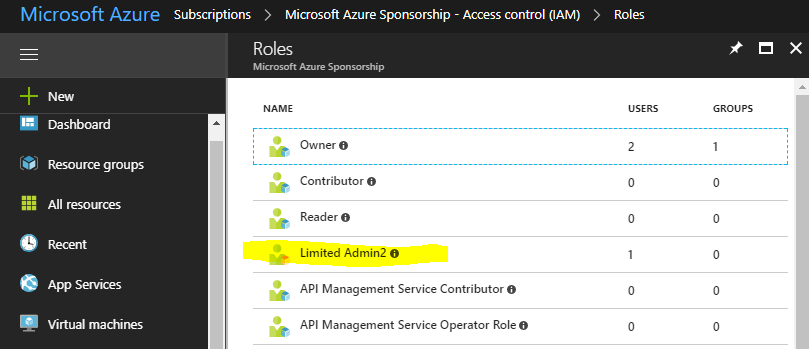 Microsoft Azure Subscriptions > Microsoft Azure Sponsorship - Access control (IAM) > Roles
Roles
Microsoft Azure Sponsorship
New
Dashboard
Resource groups
All resources
Recent
App Services
Virtual machines
NAME USERS GROUPS
Owner 2 1
Contributor 0 0
Reader 0 0
Limited Admin2 1 0
API Management Service Contributor 0 0
API Management Service Operator Role 0 0